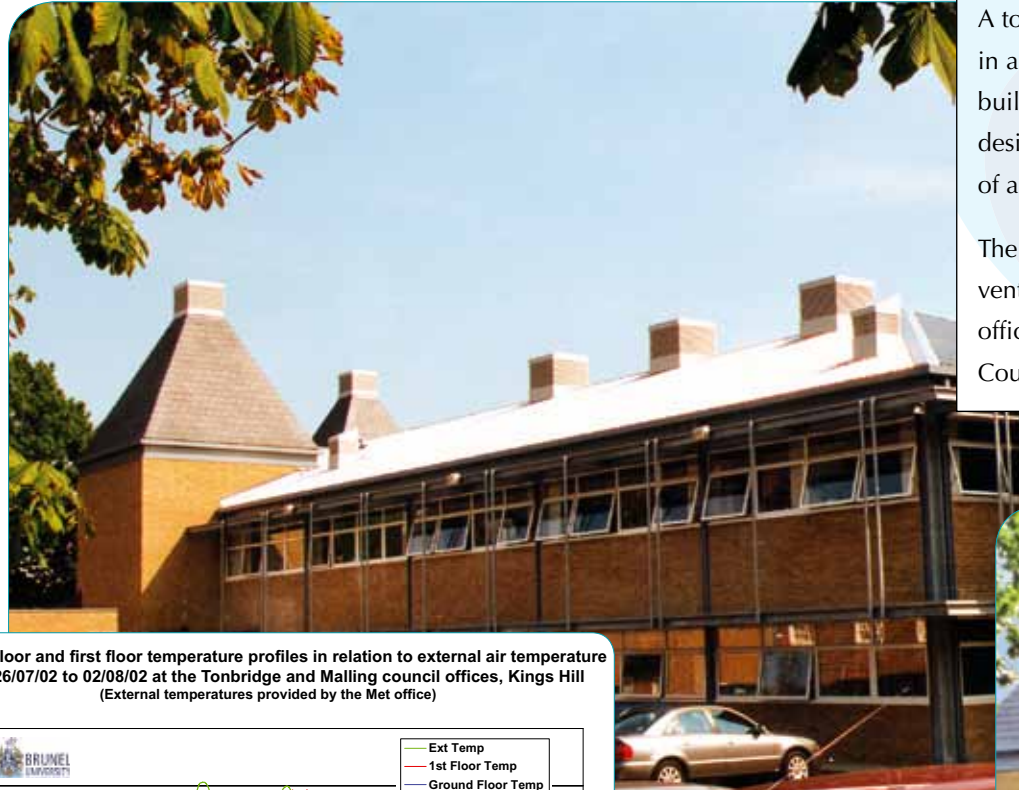 A to
in a
buil
desi
of a
The
vent
offic
Cou
loor and first floor temperature profiles in relation to external air temperature
26/07/02 to 02/08/02 at the Tonbridge and Malling council offices, Kings Hill
(External temperatures provided by the Met office)
BRUNEL
UNIVERSITY
Ext Temp
1st Floor Temp
Ground Floor Temp